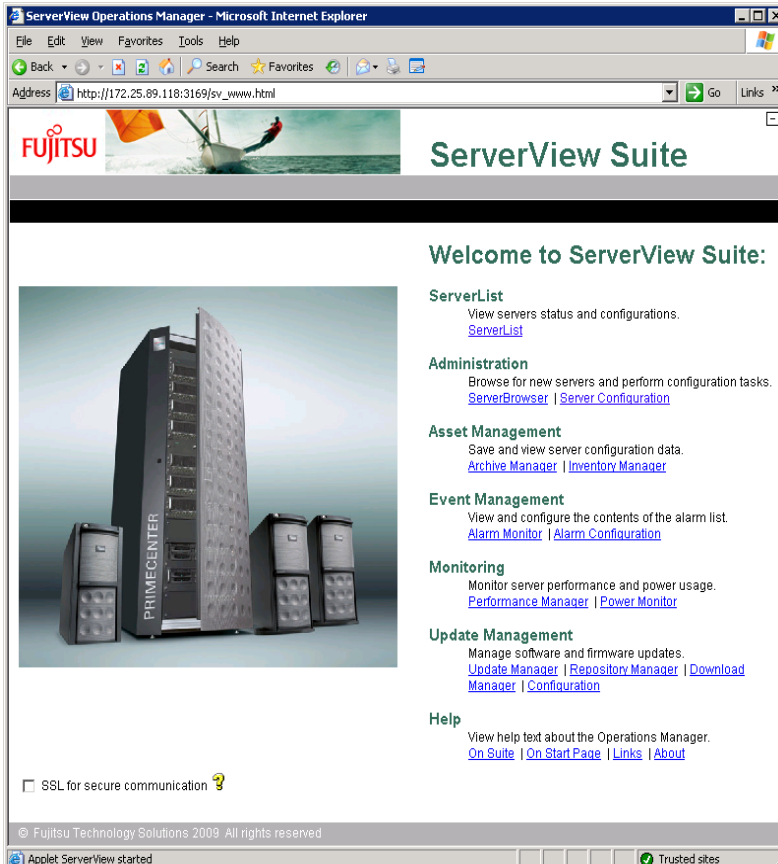 ServerView Operations Manager - Microsoft Internet Explorer
File Edit View Favorites Tools Help
Back Search Favorites
Address http://172.25.89.118:3169/sv_www.html Go Links »
FUJITSU
ServerView Suite
Welcome to ServerView Suite:
ServerList
View servers status and configurations.
ServerList
Administration
Browse for new servers and perform configuration tasks.
ServerBrowser | Server Configuration
Asset Management
Save and view server configuration data.
Archive Manager | Inventory Manager
Event Management
View and configure the contents of the alarm list.
Alarm Monitor | Alarm Configuration
Monitoring
Monitor server performance and power usage.
Performance Manager | Power Monitor
Update Management
Manage software and firmware updates.
Update Manager | Repository Manager | Download
Manager | Configuration
Help
View help text about the Operations Manager.
On Suite | On Start Page | Links | About
PRIMECENTER
SSL for secure communication ?
© Fujitsu Technology Solutions 2009 All rights reserved
Applet ServerView started Trusted sites